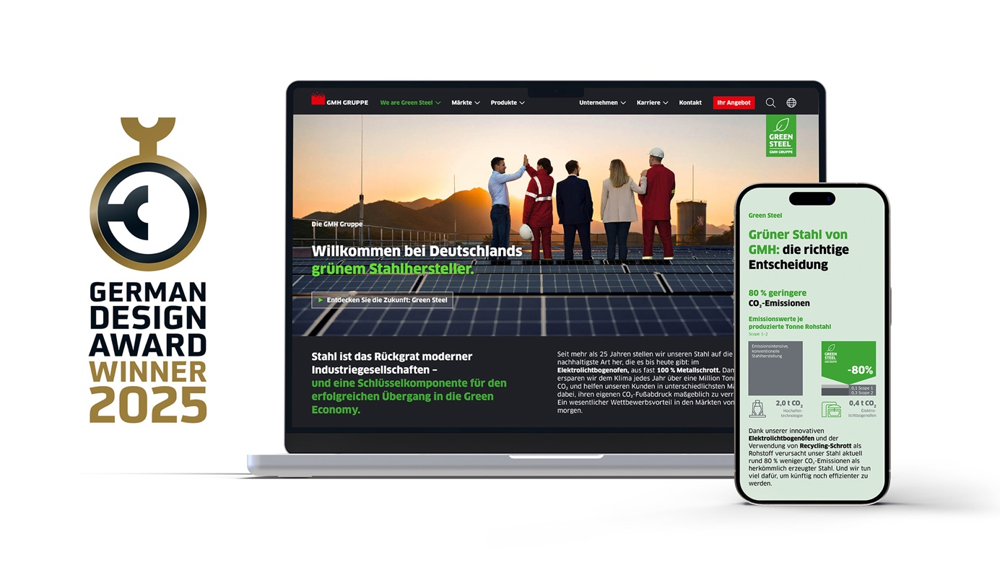 GERMAN
DESIGN
AWARD
WINNER
2025
GMH GRUPPE
We are Green Steel
Märkte
Produkte
Unternehmen
Karriere
Kontakt
Ihr Angebot
GREEN
STEEL
GMH GRUPPE
Die GMH Gruppe
Willkommen bei Deutschlands
grünem Stahlhersteller.
Entdecken Sie die Zukunft: Green Steel
Stahl ist das Rückgrat moderner
Industriegesellschaften –
und eine Schlüsselkomponente für den
erfolgreichen Übergang in die Green
Economy.
Seit mehr als 25 Jahren stellen wir unseren Stahl auf die
nachhaltigste Art her, die es bis heute gibt: im
Elektrolichtbogenofen, aus fast 100 % Metallschrott. Dam
ersparen wir dem Klima jedes Jahr über eine Million Tonn
CO₂ und helfen unseren Kunden in unterschiedlichsten Mä
dabei, ihren eigenen CO₂-Fußabdruck maßgeblich zu verr
Ein wesentlicher Wettbewerbsvorteil in den Märkten von
morgen.
Green Steel
Grüner Stahl von
GMH: die richtige
Entscheidung
80 % geringere
CO₂-Emissionen
Emissionswerte je
produzierte Tonne Rohstahl
Scope 1–2
Emissionsintensive,
konventionelle
Stahlherstellung
GREEN
STEEL
GMH GRUPPE
-80%
0,1 Scope 1
0,3 Scope 2
2,0 t CO₂
Hochofen-
technologie
0,4 t CO₂
Elektro-
lichtbogenofen
Dank unserer innovativen
Elektrolichtbogenöfen und der
Verwendung von Recycling-Schrott als
Rohstoff verursacht unser Stahl aktuell
rund 80 % weniger CO₂-Emissionen als
herkömmlich erzeugter Stahl. Und wir tun
viel dafür, um künftig noch effizienter zu
werden.